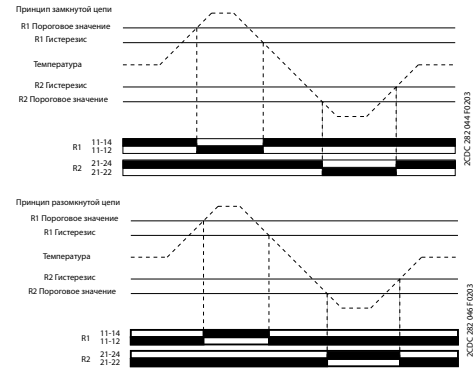 Принцип замкнутой цепи
R1 Пороговое значение
R1 Гистерезис
Температура
R2 Гистерезис
R2 Пороговое значение
R1 11-14
11-12
R2 21-24
21-22
2CDC 282 044 F0203
Принцип разомкнутой цепи
R1 Пороговое значение
R1 Гистерезис
Температура
R2 Гистерезис
R2 Пороговое значение
R1 11-14
11-12
R2 21-24
21-22
2CDC 282 046 F0203